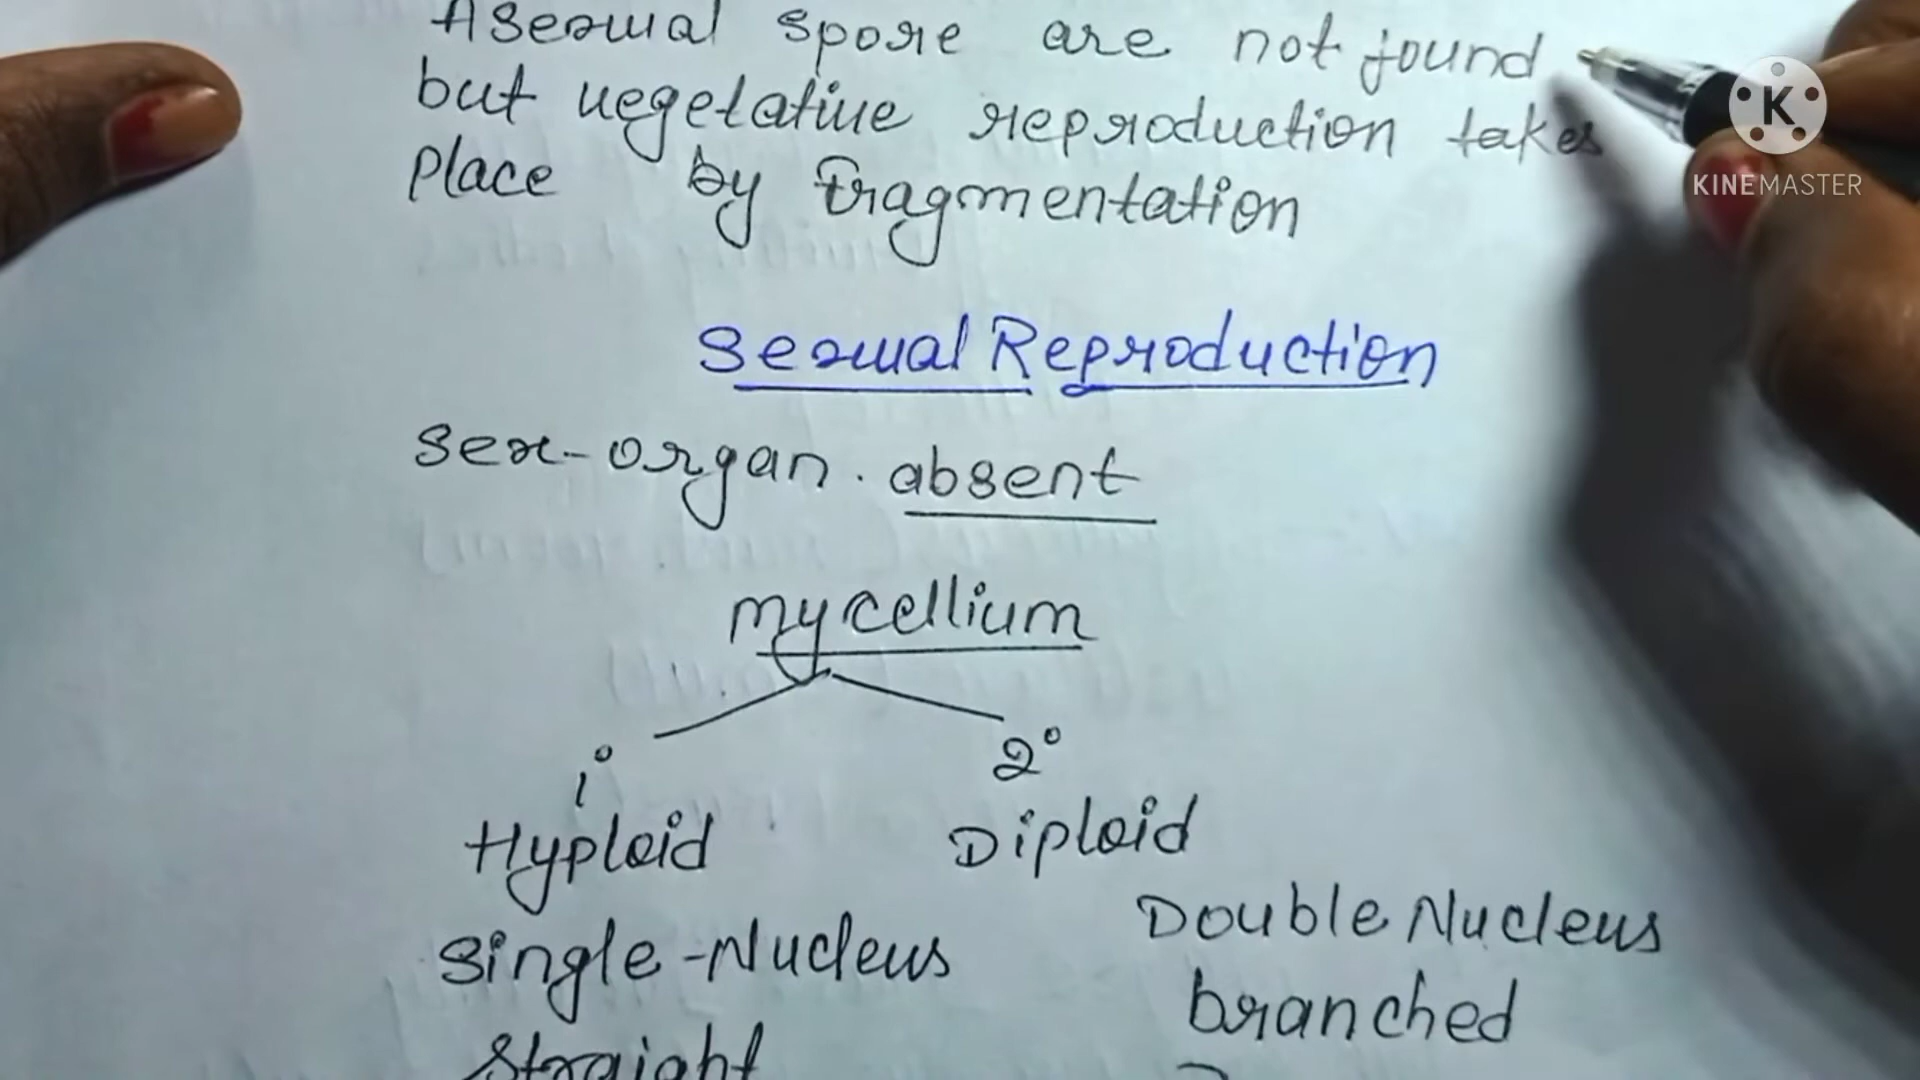 Asexual spore are not found
but vegetative reproduction takes
place by Fragmentation
Sexual Reproduction
sex-organ. absent
mycellium
1° 2°
Hyploid Diploid
Single-Nucleus Double Nucleus
Straight branched
K
KINEMASTER